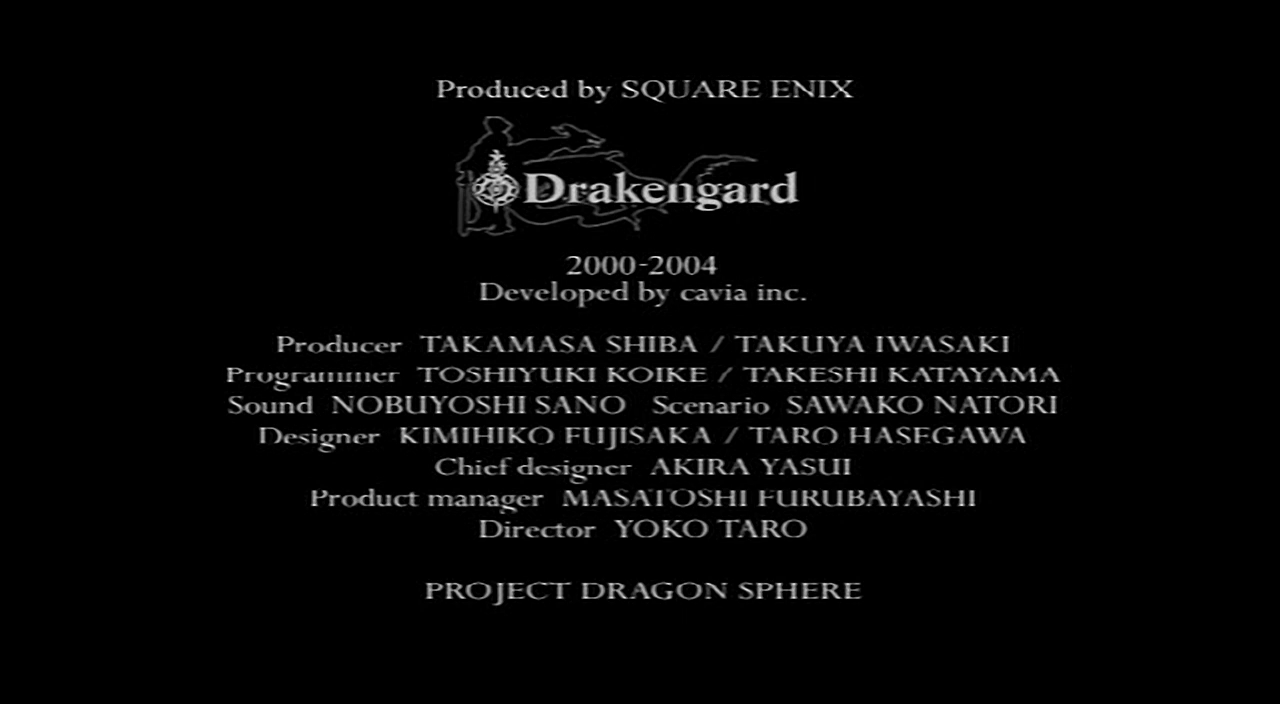 Produced by SQUARE ENIX
Drakengard
2000-2004
Developed by cavia inc.
Producer TAKAMASA SHIBA / TAKUYA IWASAKI
Programmer TOSHIYUKI KOIKE / TAKESHI KATAYAMA
Sound NOBUYOSHI SANO Scenario SAWAKO NATORI
Designer KIMIHIKO FUJISAKA / TARO HASEGAWA
Chief designer AKIRA YASUI
Product manager MASATOSHI FURUBAYASHI
Director YOKO TARO
PROJECT DRAGON SPHERE